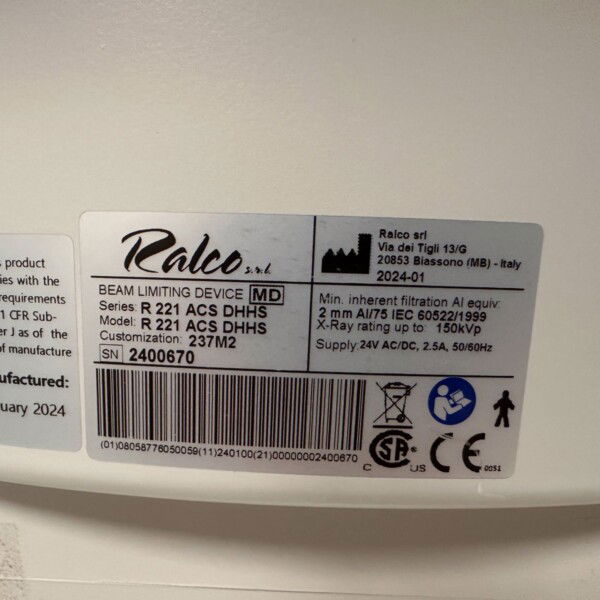 s product
ies with the
requirements
1 CFR Sub-
r J as of the
of manufacture
ufactured:
uary 2024
Ralco s.r.l.
BEAM LIMITING DEVICE MD
Series: R 221 ACS DHHS
Model: R 221 ACS DHHS
Customization: 237M2
SN 2400670
(01)08058776050059(11)240100(21)00000002400670
Ralco srl
Via dei Tigli 13/G
20853 Biassono (MB) - Italy
2024-01
Min. inherent filtration Al equiv:
2 mm Al/75 IEC 60522/1999
X-Ray rating up to: 150kVp
Supply:24V AC/DC, 2.5A, 50/60Hz
C SA US CE 0051